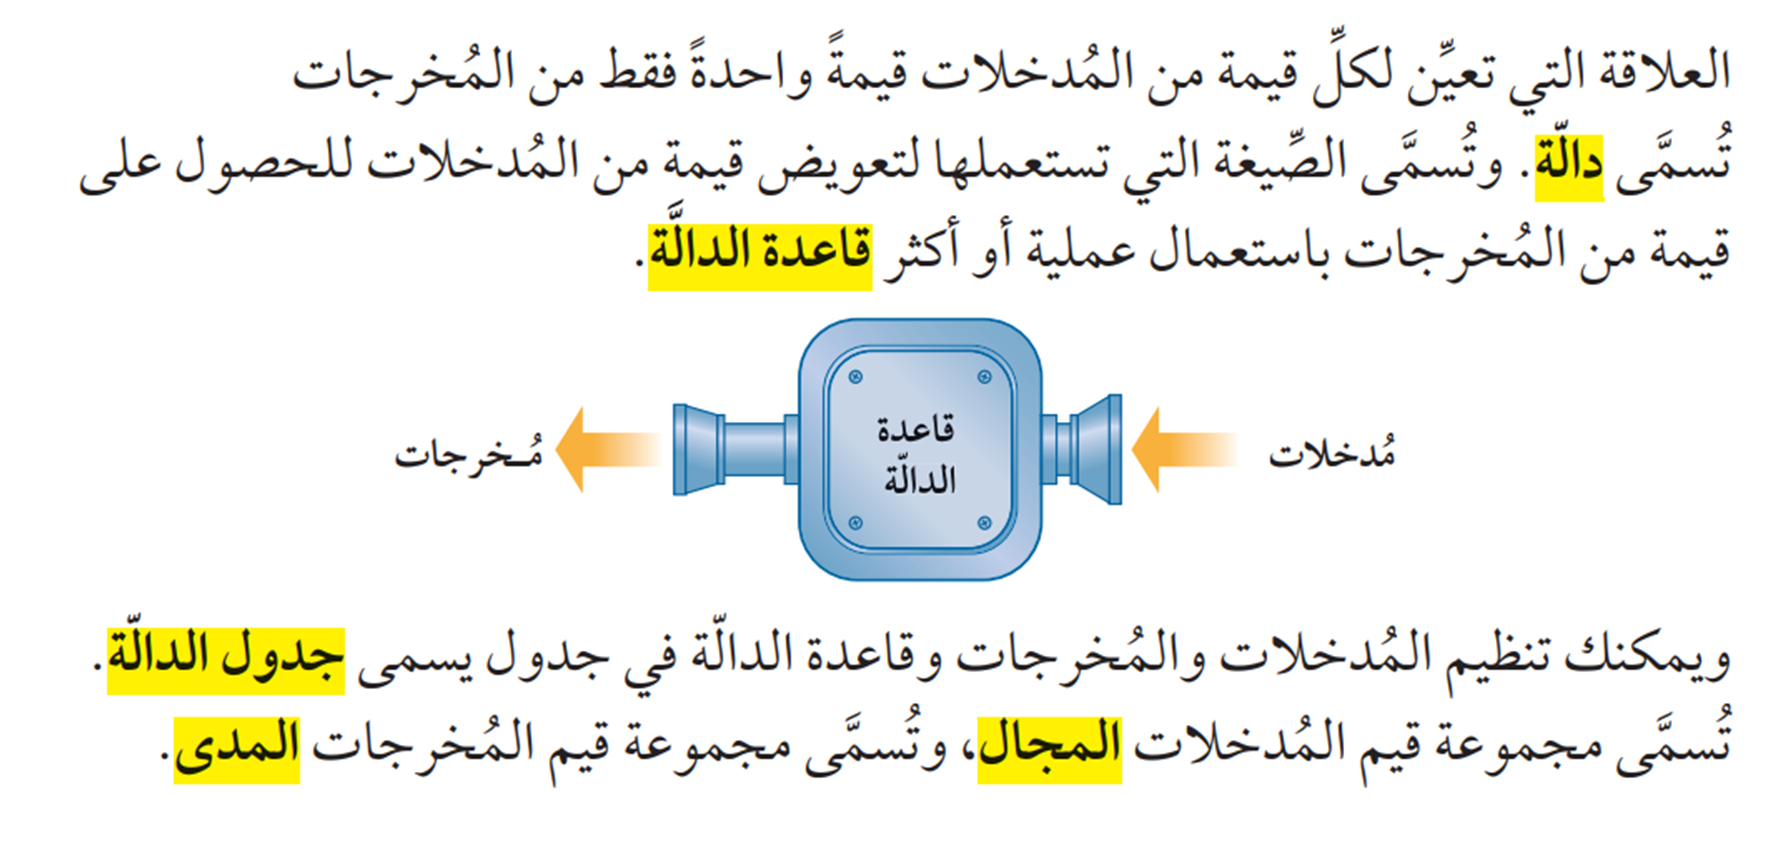 العلاقة التي تعيِّن لكلِّ قيمة من المُدخلات قيمةً واحدةً فقط من المُخرجات
تُسمَّى دالّة. وتُسمَّى الصِّيغة التي تستعملها لتعويض قيمة من المُدخلات للحصول على
قيمة من المُخرجات باستعمال عملية أو أكثر قاعدة الدالَّة.
مُدخلات
قاعدة
الدالّة
مُـخرجات
ويمكنك تنظيم المُدخلات والمُخرجات وقاعدة الدالّة في جدول يسمى جدول الدالّة.
تُسمَّى مجموعة قيم المُدخلات المجال، وتُسمَّى مجموعة قيم المُخرجات المدى.